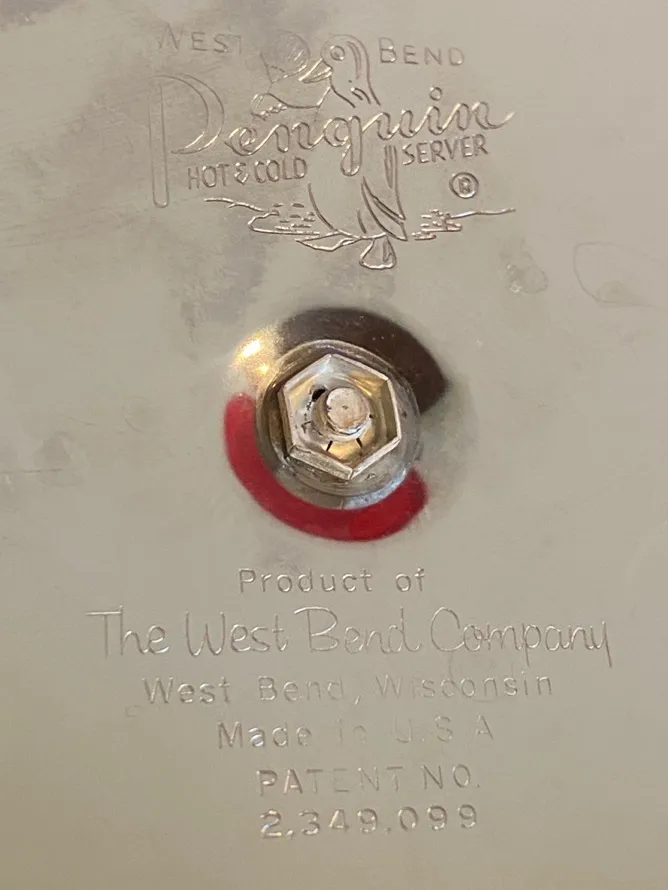 WEST BEND
Penguin
HOT & COLD SERVER
®
Product of
The West Bend Company
West Bend, Wisconsin
Made in U.S.A
PATENT NO.
2,349,099